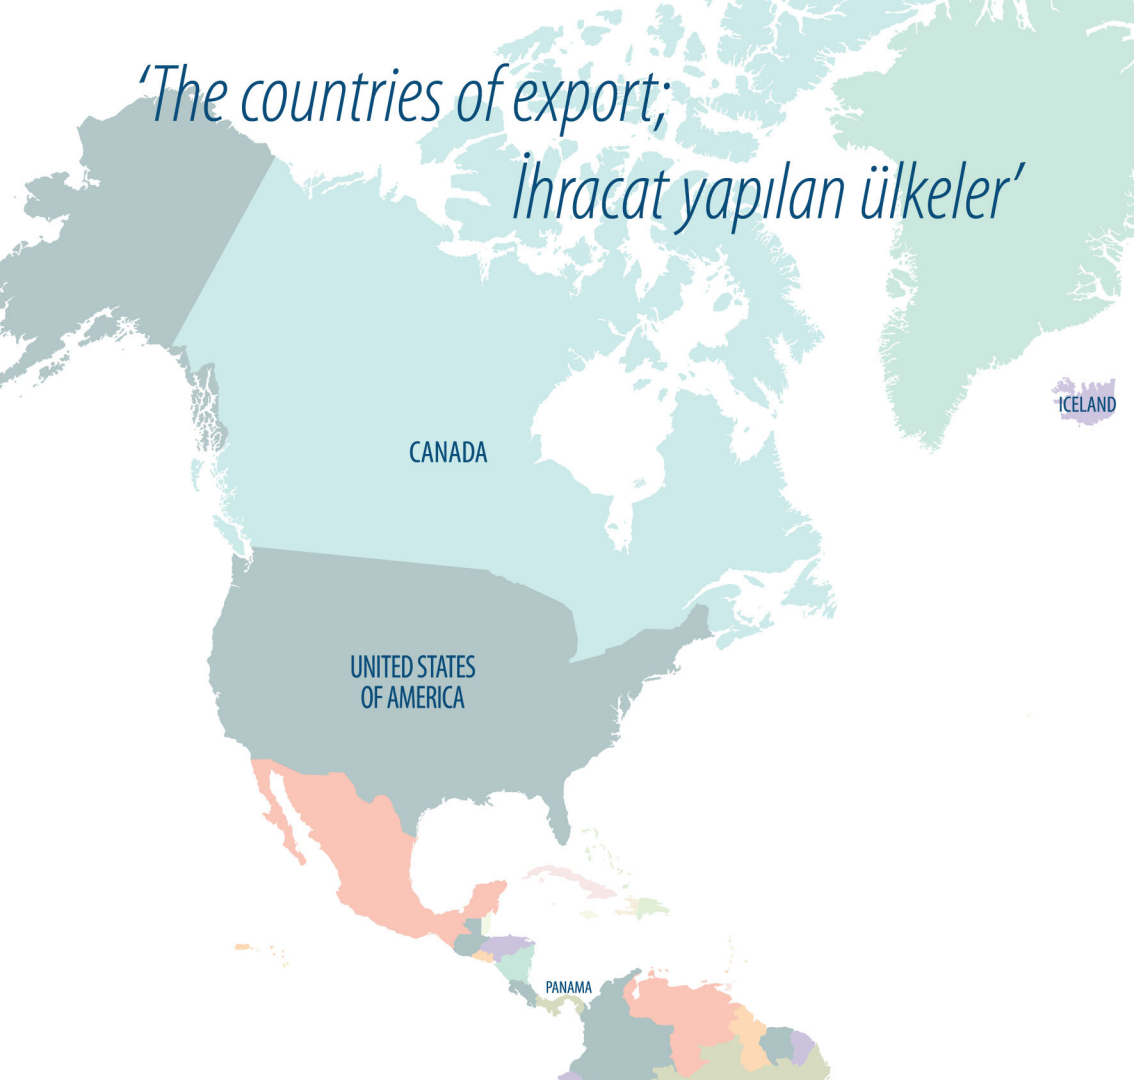 ‘The countries of export;
İhracat yapılan ülkeler’
ICELAND
CANADA
UNITED STATES
OF AMERICA
PANAMA